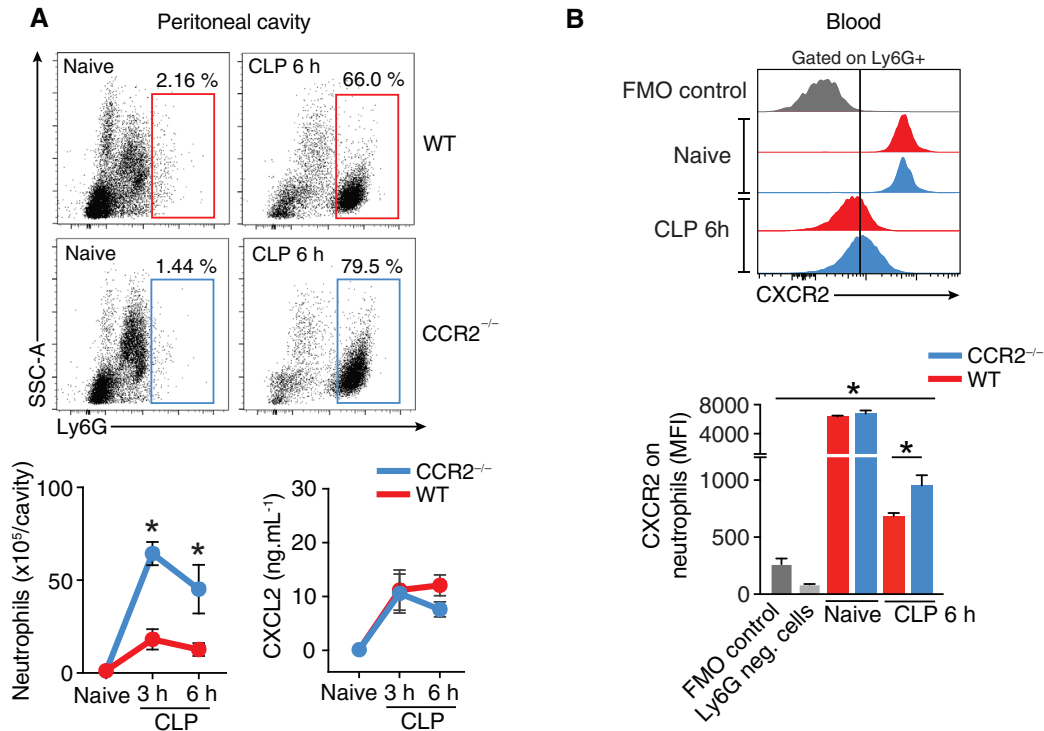 A
Peritoneal cavity
Naive
2.16 %
CLP 6 h
66.0 %
WT
Naive
1.44 %
CLP 6 h
79.5 %
CCR2⁻/⁻
SSC-A
Ly6G
CCR2⁻/⁻
WT
Neutrophils (x10⁵/cavity)
100
50
0
*
*
Naive
3 h
6 h
CLP
CXCL2 (ng.mL⁻¹)
30
20
10
0
Naive
3 h
6 h
CLP
B
Blood
Gated on Ly6G+
FMO control
Naive
CLP 6h
CXCR2
CCR2⁻/⁻
WT
CXCR2 on
neutrophils (MFI)
8000
4000
1000
500
0
*
*
FMO control
Ly6G neg. cells
Naive
CLP 6 h